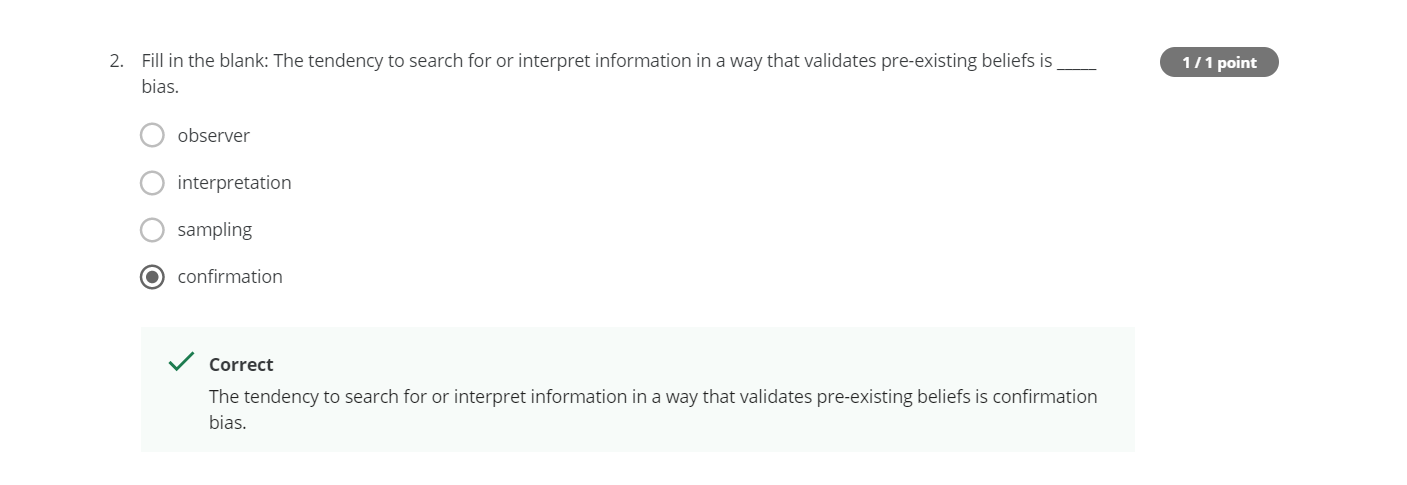 2. Fill in the blank: The tendency to search for or interpret information in a way that validates pre-existing beliefs is _____ 1 / 1 point
bias.
observer
interpretation
sampling
confirmation
Correct
The tendency to search for or interpret information in a way that validates pre-existing beliefs is confirmation
bias.